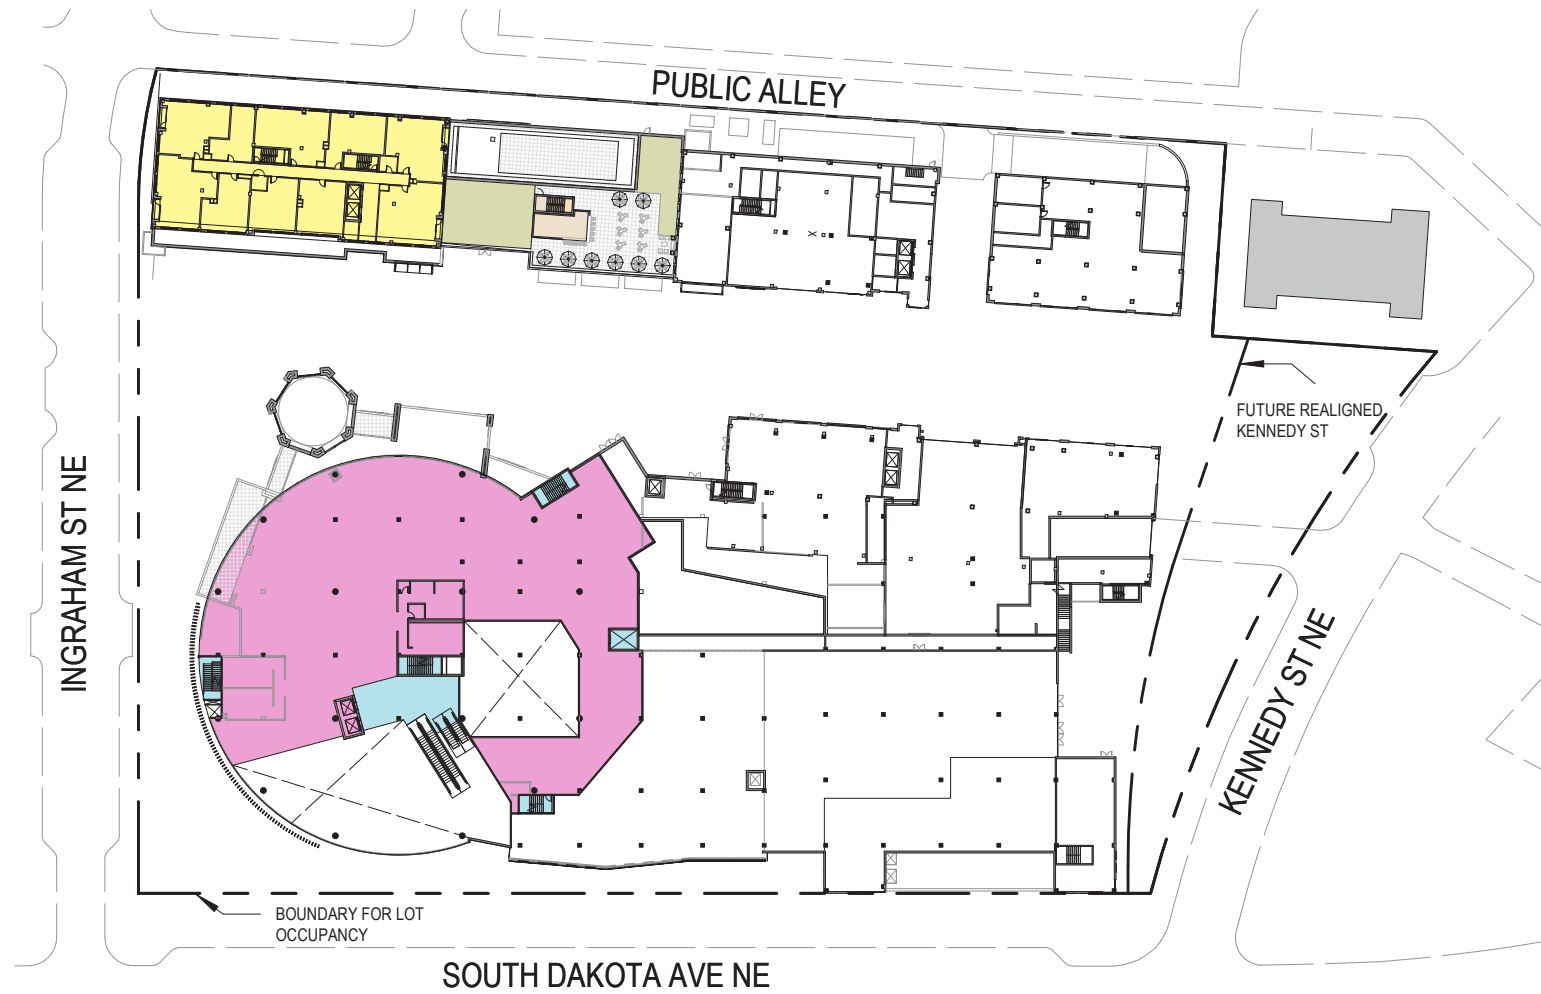 PUBLIC ALLEY
FUTURE REALIGNED
KENNEDY ST
INGRAHAM ST NE
KENNEDY ST NE
BOUNDARY FOR LOT
OCCUPANCY
SOUTH DAKOTA AVE NE